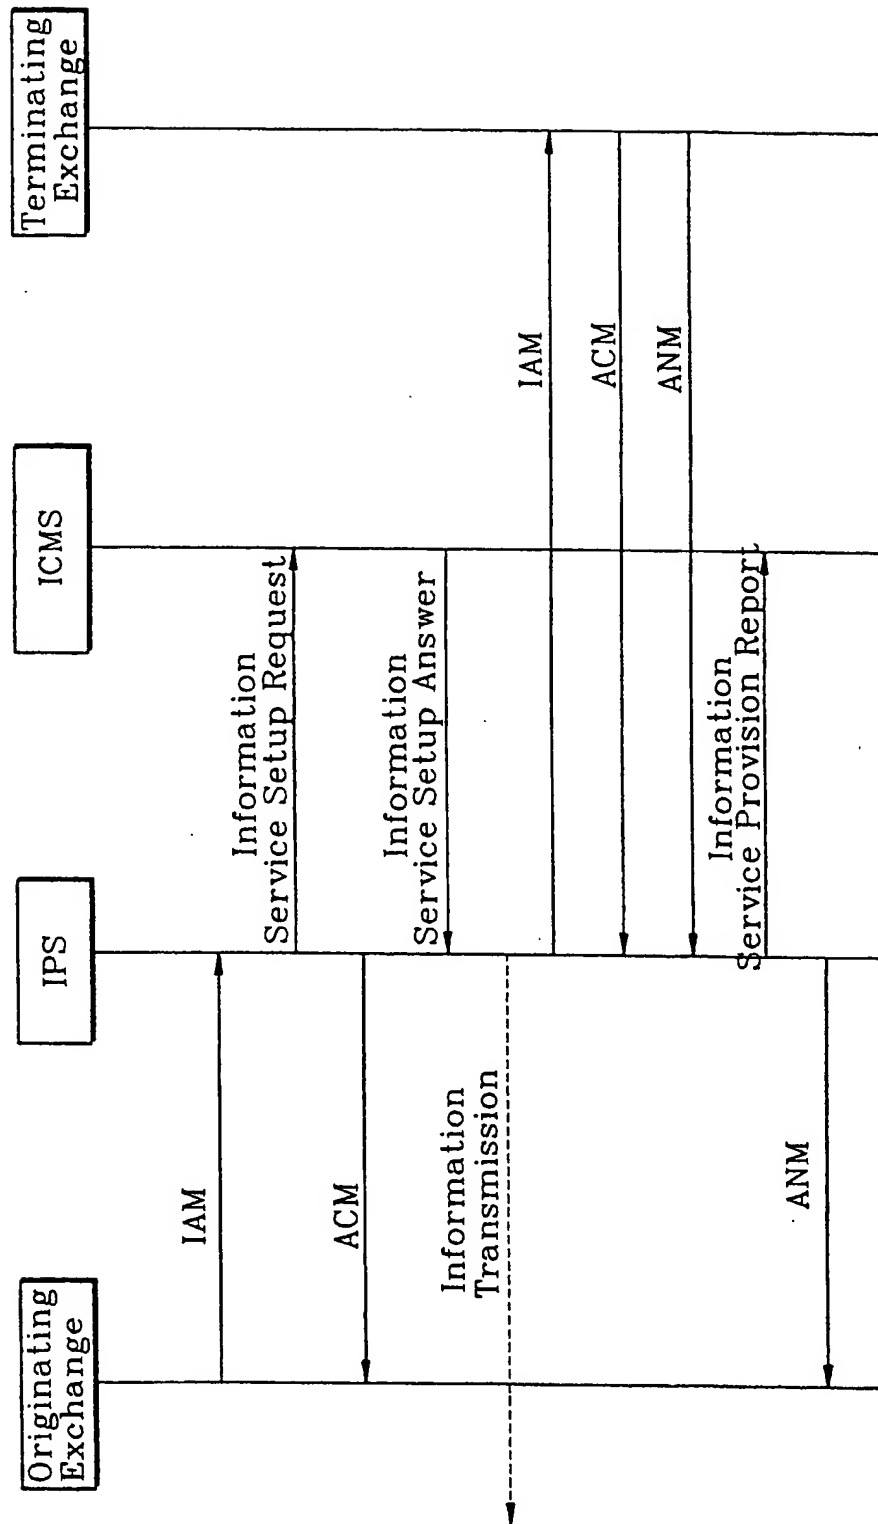 Originating
Exchange
IPS
ICMS
Terminating
Exchange
IAM
Information
Service Setup Request
ACM
Information
Service Setup Answer
Information
Transmission
IAM
ACM
ANM
Information
Service Provision Report
ANM